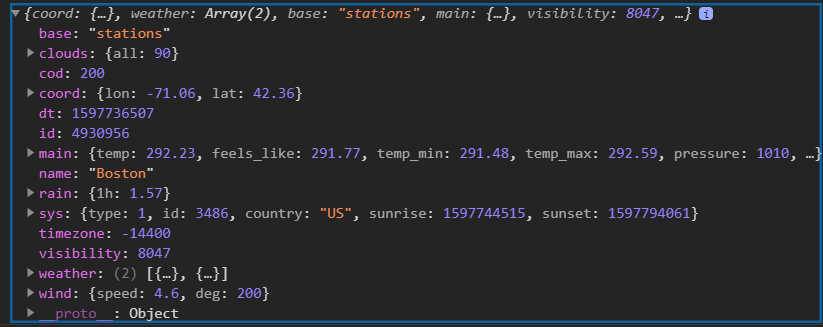 ▼{coord: {…}, weather: Array(2), base: "stations", main: {…}, visibility: 8047, …} i
base: "stations"
▶clouds: {all: 90}
cod: 200
▶coord: {lon: -71.06, lat: 42.36}
dt: 1597736507
id: 4930956
▶main: {temp: 292.23, feels_like: 291.77, temp_min: 291.48, temp_max: 292.59, pressure: 1010, …}
name: "Boston"
▶rain: {1h: 1.57}
▶sys: {type: 1, id: 3486, country: "US", sunrise: 1597744515, sunset: 1597794061}
timezone: -14400
visibility: 8047
▶weather: (2) [{…}, {…}]
▶wind: {speed: 4.6, deg: 200}
▶__proto__: Object